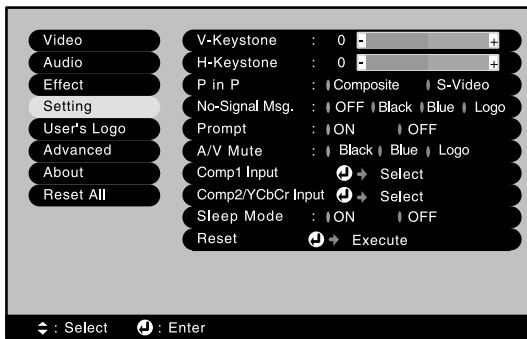 Video
Audio
Effect
Setting
User's Logo
Advanced
About
Reset All
V-Keystone : 0 - +
H-Keystone : 0 - +
P in P : Composite S-Video
No-Signal Msg. : OFF Black Blue Logo
Prompt : ON OFF
A/V Mute : Black Blue Logo
Comp1 Input Select
Comp2/YCbCr Input Select
Sleep Mode : ON OFF
Reset Execute
: Select : Enter